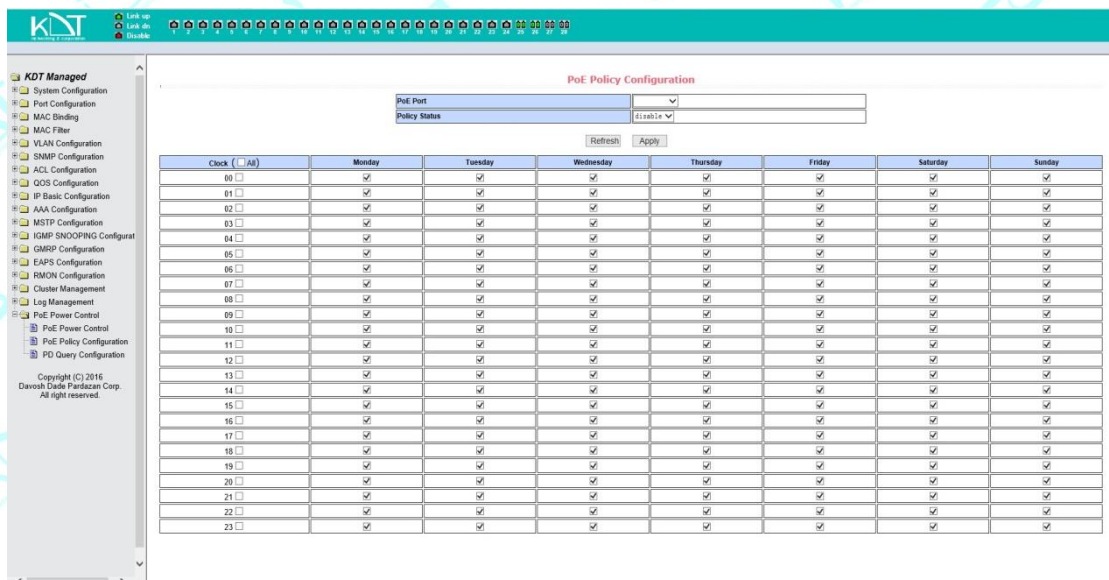 KDT
Link up
Link dn
Disable
1 2 3 4 5 6 7 8 9 10 11 12 13 14 15 16 17 18 19 20 21 22 23 24 25 26 27 28
KDT Managed
System Configuration
Port Configuration
MAC Binding
MAC Filter
VLAN Configuration
SNMP Configuration
ACL Configuration
QOS Configuration
IP Basic Configuration
AAA Configuration
MSTP Configuration
IGMP SNOOPING Configurat
GMRP Configuration
EAPS Configuration
RMON Configuration
Cluster Management
Log Management
PoE Power Control
PoE Power Control
PoE Policy Configuration
PD Query Configuration
Copyright (C) 2016
Davosh Dade Pardazan Corp.
All right reserved.
PoE Policy Configuration
PoE Port
Policy Status disable
Refresh Apply
Clock ( All) Monday Tuesday Wednesday Thursday Friday Saturday Sunday
00
01
02
03
04
05
06
07
08
09
10
11
12
13
14
15
16
17
18
19
20
21
22
23